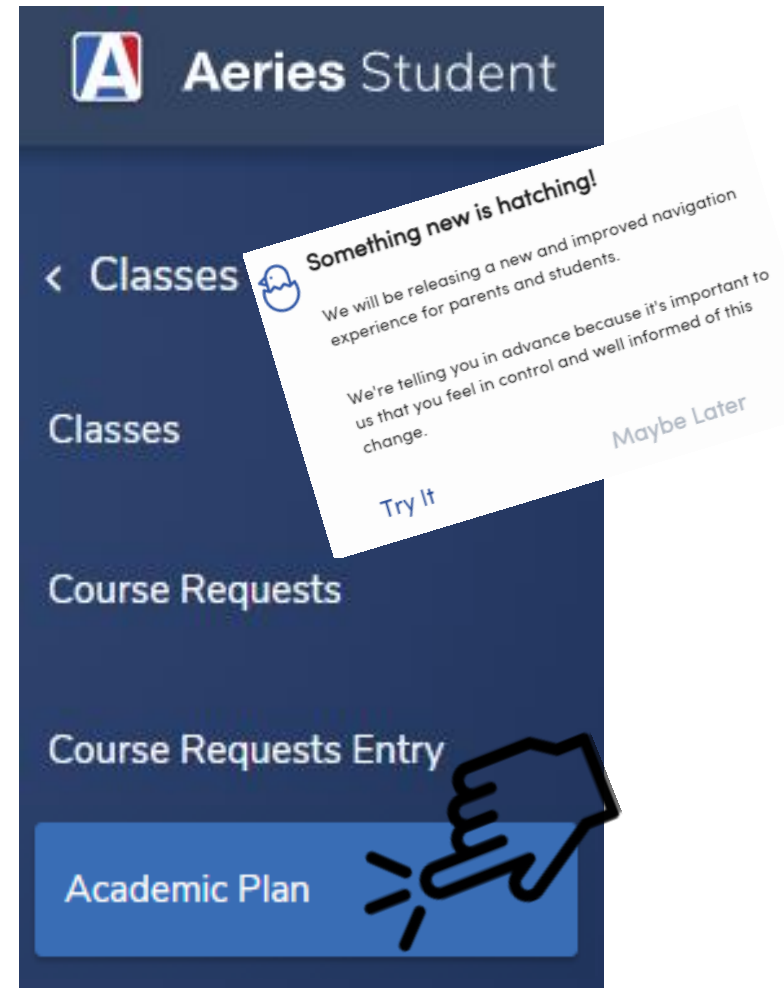 A Aeries Student
Something new is hatching!
We will be releasing a new and improved navigation
experience for parents and students.
We're telling you in advance because it's important to
us that you feel in control and well informed of this
change.
Try It Maybe Later
< Classes
Classes
Course Requests
Course Requests Entry
Academic Plan